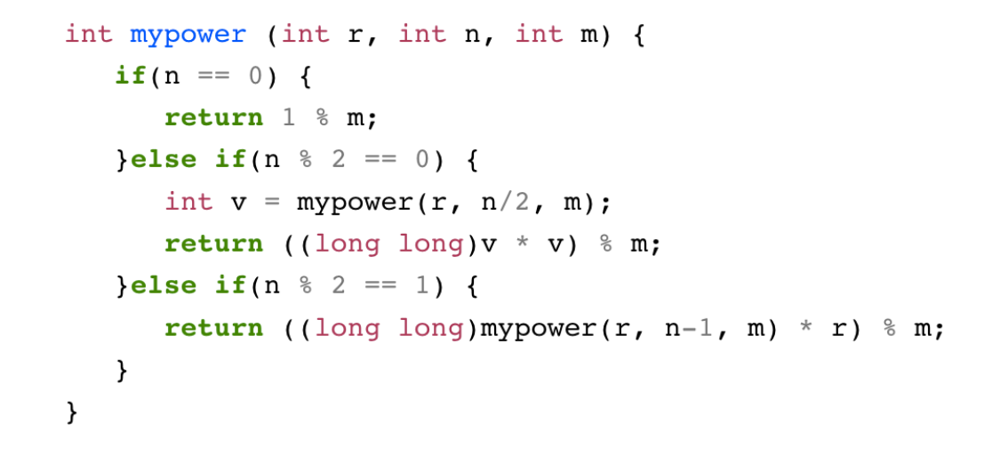 int mypower (int r, int n, int m) {
   if(n == 0) {
      return 1 % m;
   }else if(n % 2 == 0) {
      int v = mypower(r, n/2, m);
      return ((long long)v * v) % m;
   }else if(n % 2 == 1) {
      return ((long long)mypower(r, n-1, m) * r) % m;
   }
}